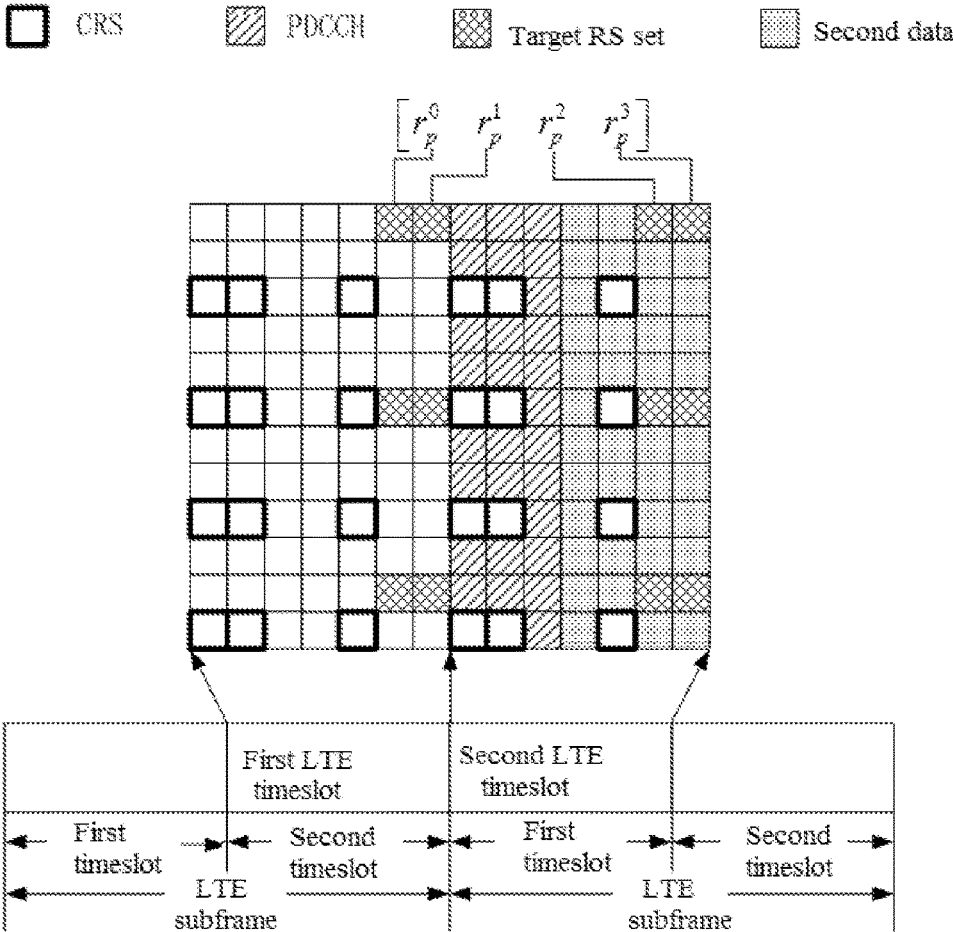 CRS PDCCH Target RS set Second data
[r_p^0 r_p^1 r_p^2 r_p^3]
First LTE
timeslot
Second LTE
timeslot
First
timeslot
Second
timeslot
First
timeslot
Second
timeslot
LTE
subframe
LTE
subframe